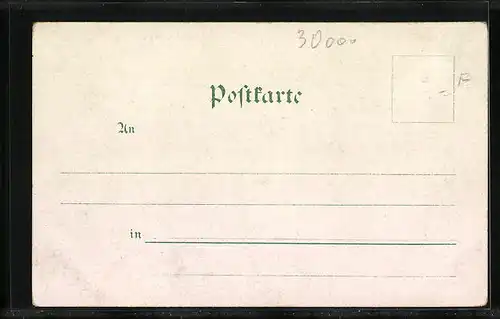 30000
Postkarte
F
An
in